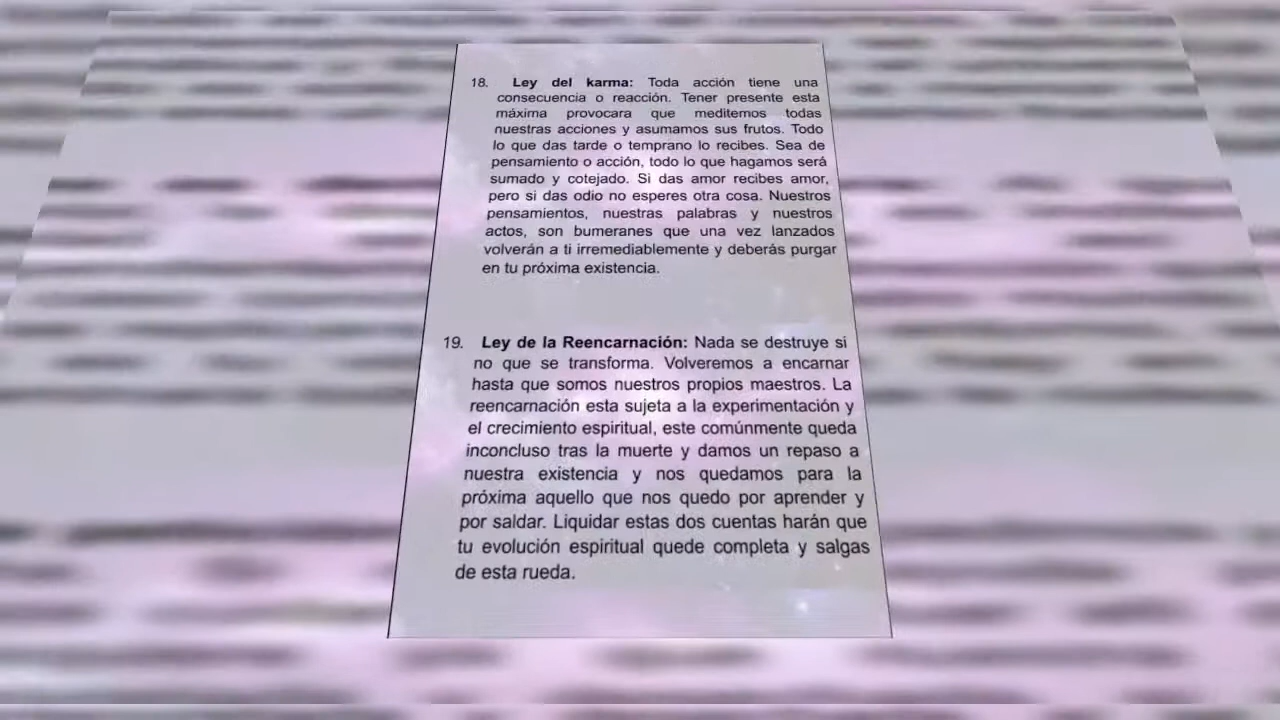 18. Ley del karma: Toda acción tiene una
consecuencia o reacción. Tener presente esta
máxima provocara que meditemos todas
nuestras acciones y asumamos sus frutos. Todo
lo que das tarde o temprano lo recibes. Sea de
pensamiento o acción, todo lo que hagamos será
sumado y cotejado. Si das amor recibes amor,
pero si das odio no esperes otra cosa. Nuestros
pensamientos, nuestras palabras y nuestros
actos, son bumeranes que una vez lanzados
volverán a ti irremediablemente y deberás purgar
en tu próxima existencia.
19. Ley de la Reencarnación: Nada se destruye si
no que se transforma. Volveremos a encarnar
hasta que somos nuestros propios maestros. La
reencarnación esta sujeta a la experimentación y
el crecimiento espiritual, este comúnmente queda
inconcluso tras la muerte y damos un repaso a
nuestra existencia y nos quedamos para la
próxima aquello que nos quedo por aprender y
por saldar. Liquidar estas dos cuentas harán que
tu evolución espiritual quede completa y salgas
de esta rueda.